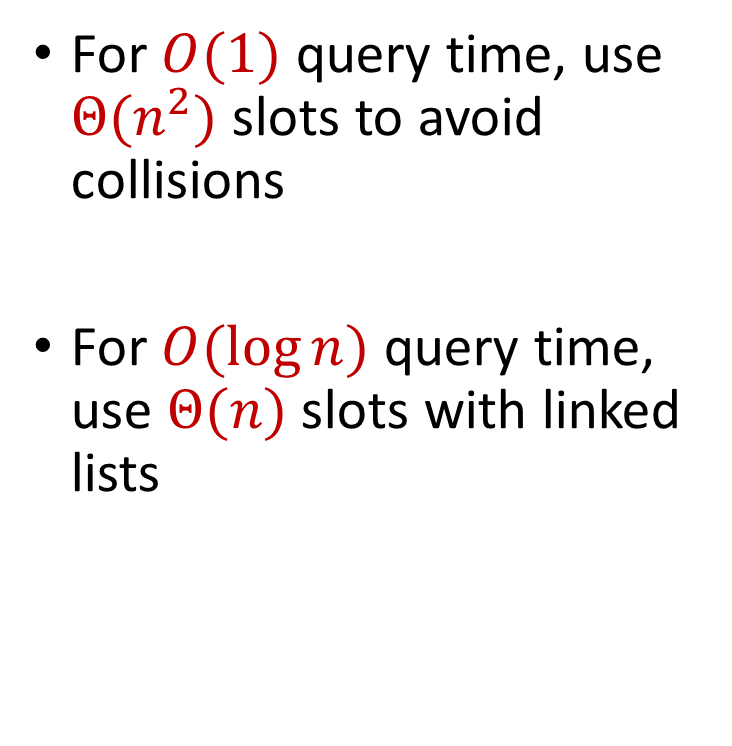 • For O(1) query time, use
Θ(n²) slots to avoid
collisions
• For O(log n) query time,
use Θ(n) slots with linked
lists